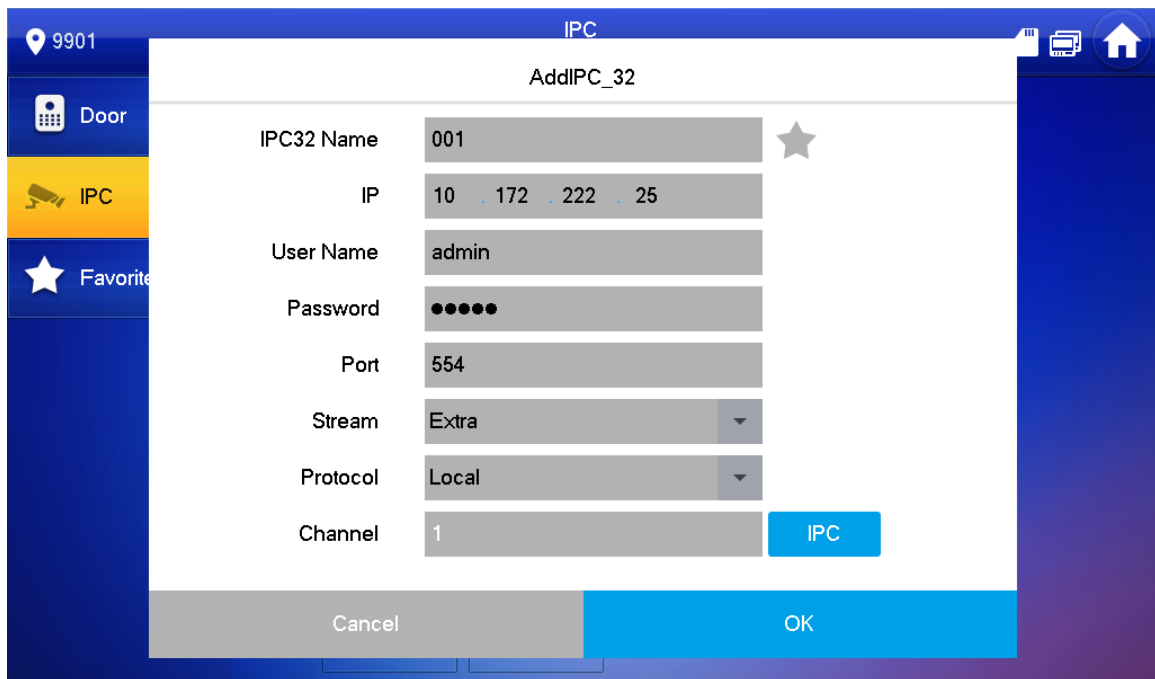 IPC
9901
AddIPC_32
Door
IPC32 Name 001
IP 10 . 172 . 222 . 25
IPC
User Name admin
Favorite
Password ●●●●●
Port 554
Stream Extra
Protocol Local
Channel 1 IPC
Cancel OK